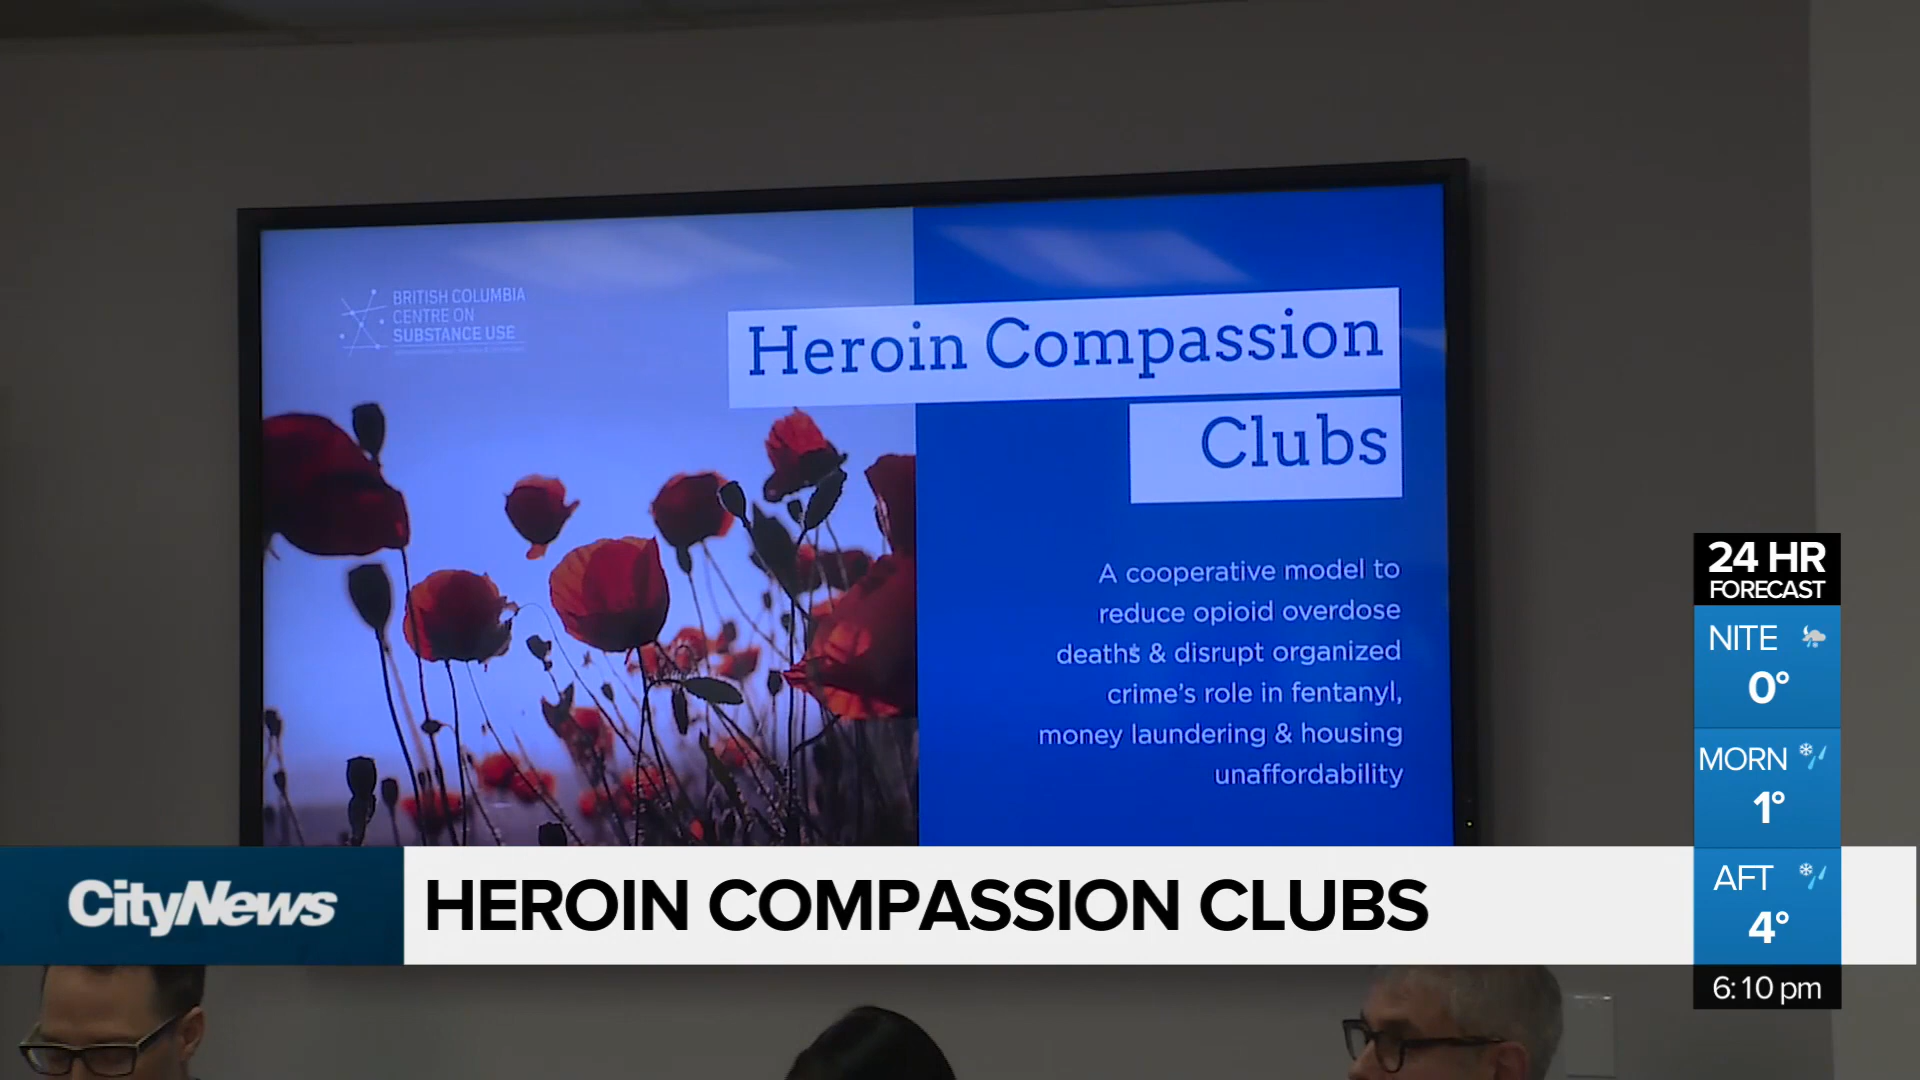 BRITISH COLUMBIA
CENTRE ON
SUBSTANCE USE
Heroin Compassion
Clubs
A cooperative model to
reduce opioid overdose
deaths & disrupt organized
crime's role in fentanyl,
money laundering & housing
unaffordability
24 HR
FORECAST
NITE
0°
MORN
1°
AFT
4°
6:10 pm
CityNews
HEROIN COMPASSION CLUBS